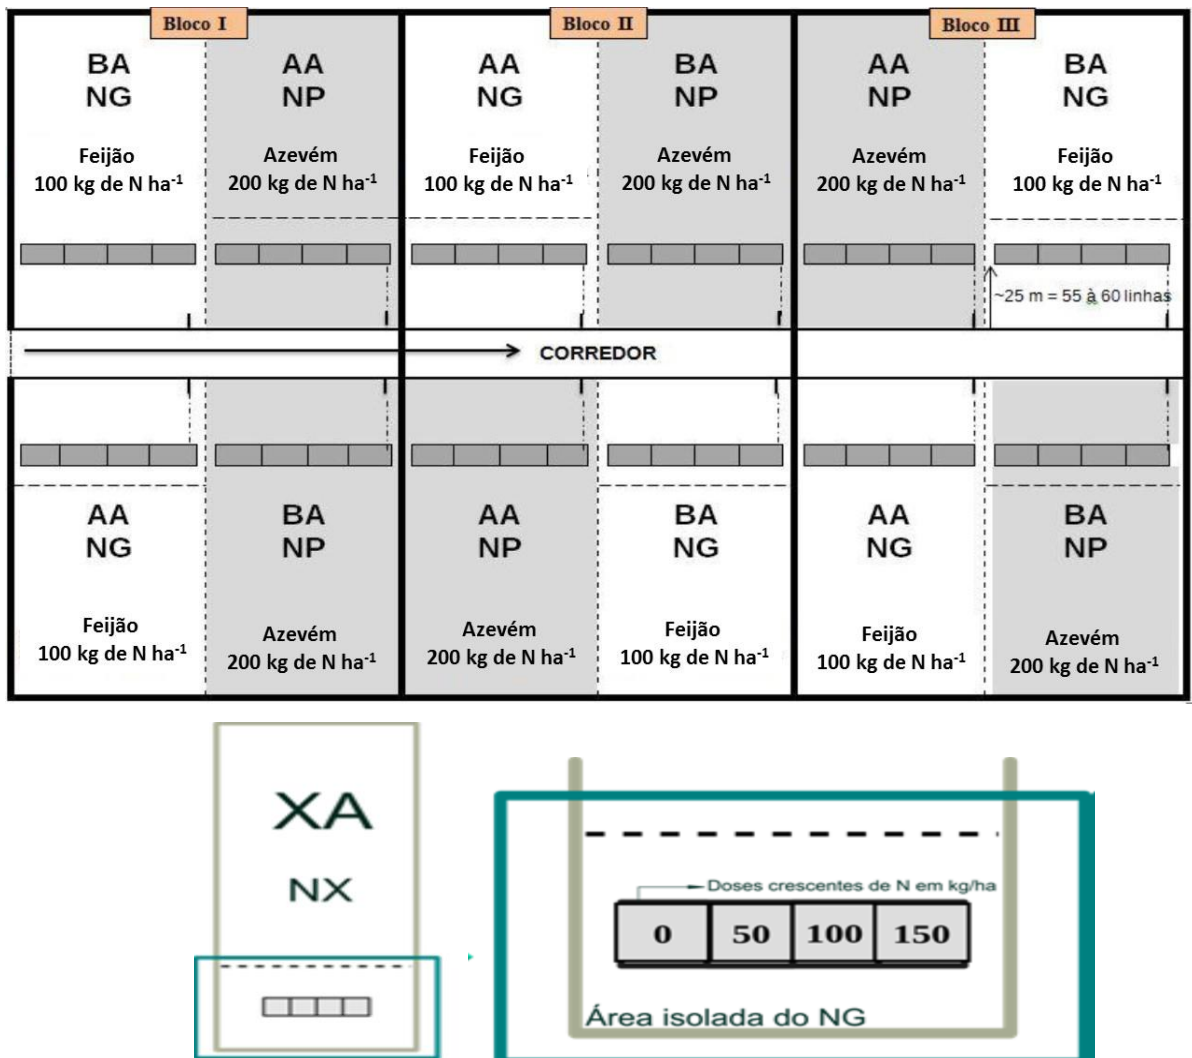 Bloco I
Bloco II
Bloco III
BA
NG
Feijão
100 kg de N ha-1
AA
NP
Azevém
200 kg de N ha-1
AA
NG
Feijão
100 kg de N ha-1
BA
NP
Azevém
200 kg de N ha-1
AA
NP
Azevém
200 kg de N ha-1
BA
NG
Feijão
100 kg de N ha-1
~25 m = 55 à 60 linhas
CORREDOR
AA
NG
Feijão
100 kg de N ha-1
BA
NP
Azevém
200 kg de N ha-1
AA
NP
Azevém
200 kg de N ha-1
BA
NG
Feijão
100 kg de N ha-1
AA
NG
Feijão
100 kg de N ha-1
BA
NP
Azevém
200 kg de N ha-1
XA
NX
Doses crescentes de N em kg/ha
0 50 100 150
Área isolada do NG